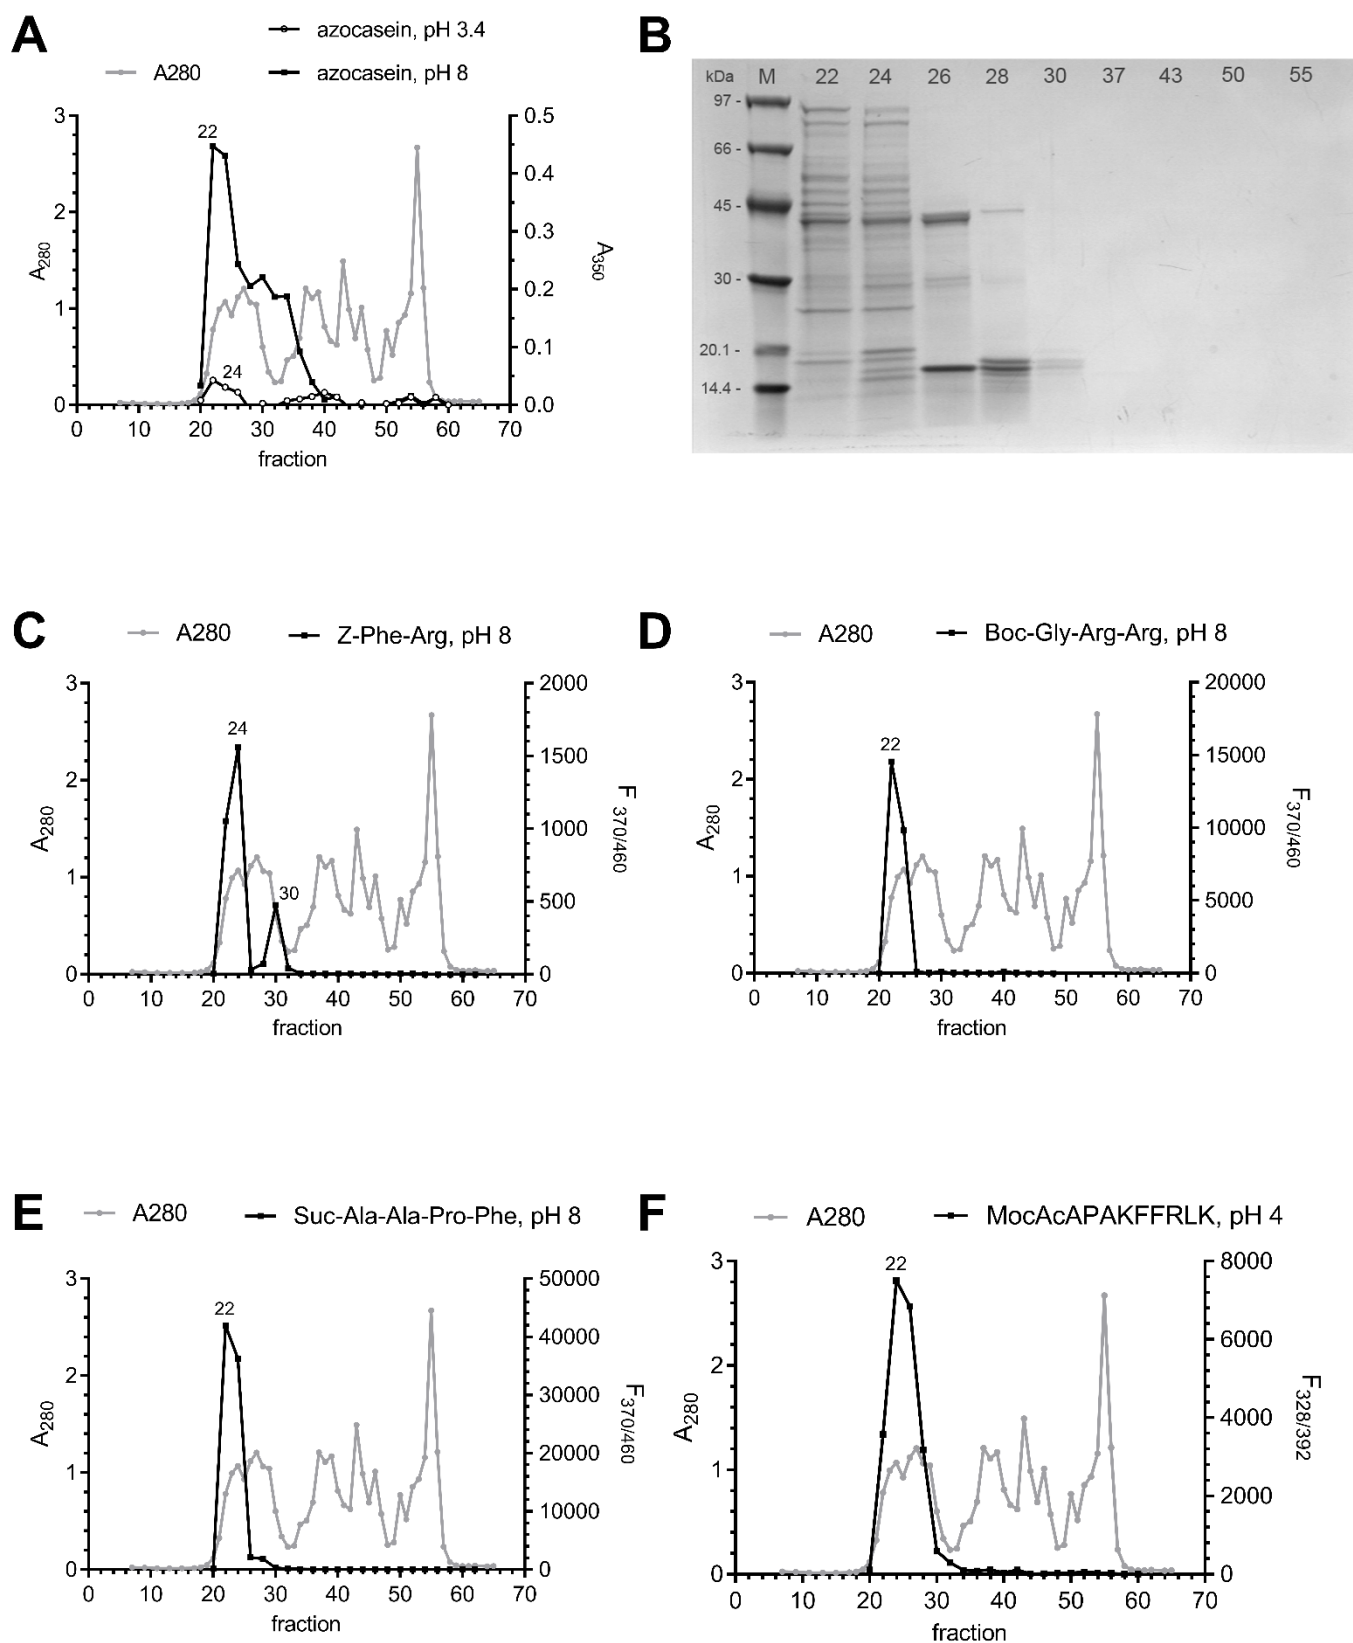 A
azocasein, pH 3.4
A280
azocasein, pH 8
3
2
1
0
A280
0.5
0.4
0.3
0.2
0.1
0.0
A350
22
24
0 10 20 30 40 50 60 70
fraction
B
kDa M 22 24 26 28 30 37 43 50 55
97 -
66 -
45 -
30 -
20.1 -
14.4 -
C
A280 Z-Phe-Arg, pH 8
3
2
1
0
A280
2000
1500
1000
500
0
F370/460
24
30
0 10 20 30 40 50 60 70
fraction
D
A280 Boc-Gly-Arg-Arg, pH 8
3
2
1
0
A280
20000
15000
10000
5000
0
F370/460
22
0 10 20 30 40 50 60 70
fraction
E
A280 Suc-Ala-Ala-Pro-Phe, pH 8
3
2
1
0
A280
50000
40000
30000
20000
10000
0
F370/460
22
0 10 20 30 40 50 60 70
fraction
F
A280 MocAcAPAKFFRLK, pH 4
3
2
1
0
A280
8000
6000
4000
2000
0
F328/392
22
0 10 20 30 40 50 60 70
fraction